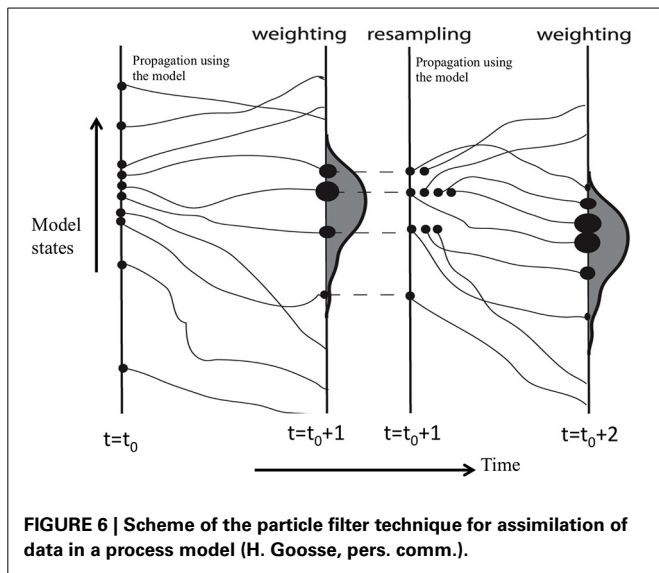 weighting resampling weighting
Propagation using
the model
Propagation using
the model
Model
states
t=t0
t=t0+1
t=t0+1
t=t0+2
Time
FIGURE 6 | Scheme of the particle filter technique for assimilation of
data in a process model (H. Goosse, pers. comm.).